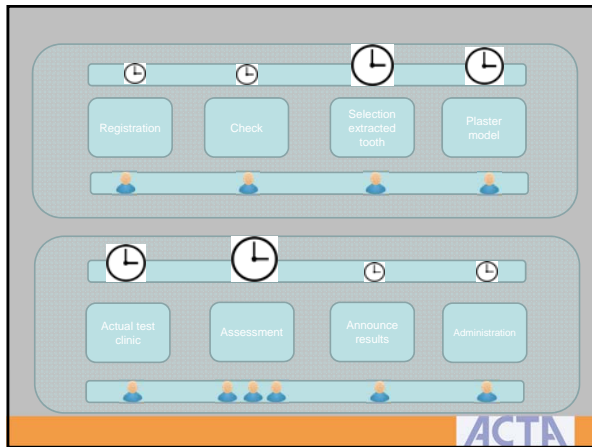 Registration
Check
Selection
extracted
tooth
Plaster
model
Actual test
clinic
Assessment
Announce
results
Administration
ACTA